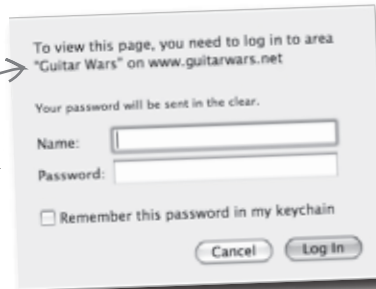 To view this page, you need to log in to area
"Guitar Wars" on www.guitarwars.net
Your password will be sent in the clear.
Name:
Password:
Remember this password in my keychain
Cancel Log In